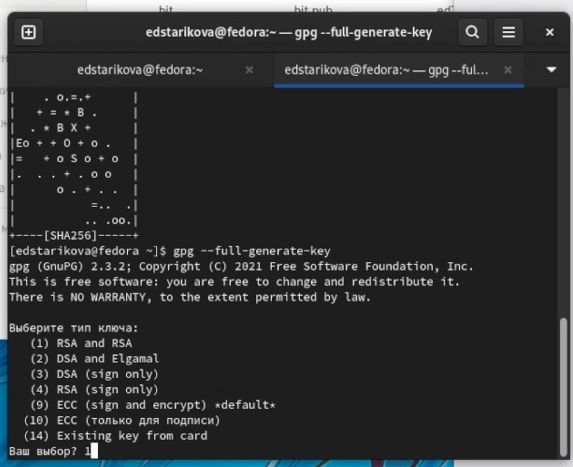 bit
bit.pub
edstarikova@fedora:~ — gpg --full-generate-key
edstarikova@fedora:~
edstarikova@fedora:~ — gpg --ful...
|    . o.=.+      |
|   + = * B .     |
|  . * B X +      |
|Eo + + O + o .   |
|=   + o S o + o  |
|.  . . + . o o   |
|      o . + . .  |
|           =..  .|
|          .. .oo.|
+----[SHA256]-----+
[edstarikova@fedora ~]$ gpg --full-generate-key
gpg (GnuPG) 2.3.2; Copyright (C) 2021 Free Software Foundation, Inc.
This is free software: you are free to change and redistribute it.
There is NO WARRANTY, to the extent permitted by law.
Выберите тип ключа:
(1) RSA and RSA
(2) DSA and Elgamal
(3) DSA (sign only)
(4) RSA (sign only)
(9) ECC (sign and encrypt) *default*
(10) ECC (только для подписи)
(14) Existing key from card
Ваш выбор? 1